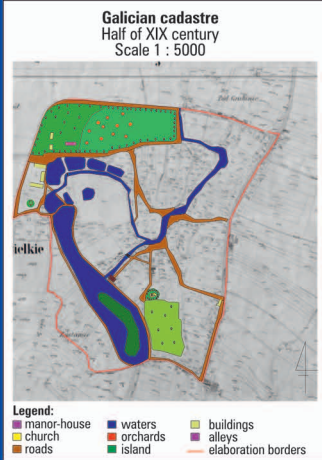 Galician cadastre
Half of XIX century
Scale 1 : 5000
ielkie
Legend:
manor-house waters buildings
church orchards alleys
roads island elaboration borders